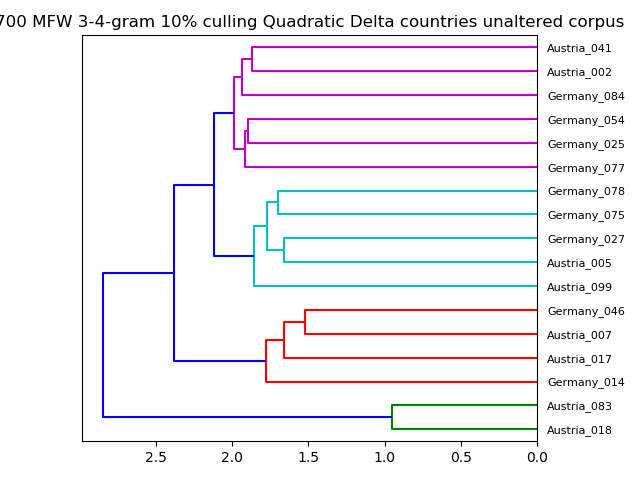 700 MFW 3-4-gram 10% culling Quadratic Delta countries unaltered corpus
Austria_041
Austria_002
Germany_084
Germany_054
Germany_025
Germany_077
Germany_078
Germany_075
Germany_027
Austria_005
Austria_099
Germany_046
Austria_007
Austria_017
Germany_014
Austria_083
Austria_018
2.5 2.0 1.5 1.0 0.5 0.0